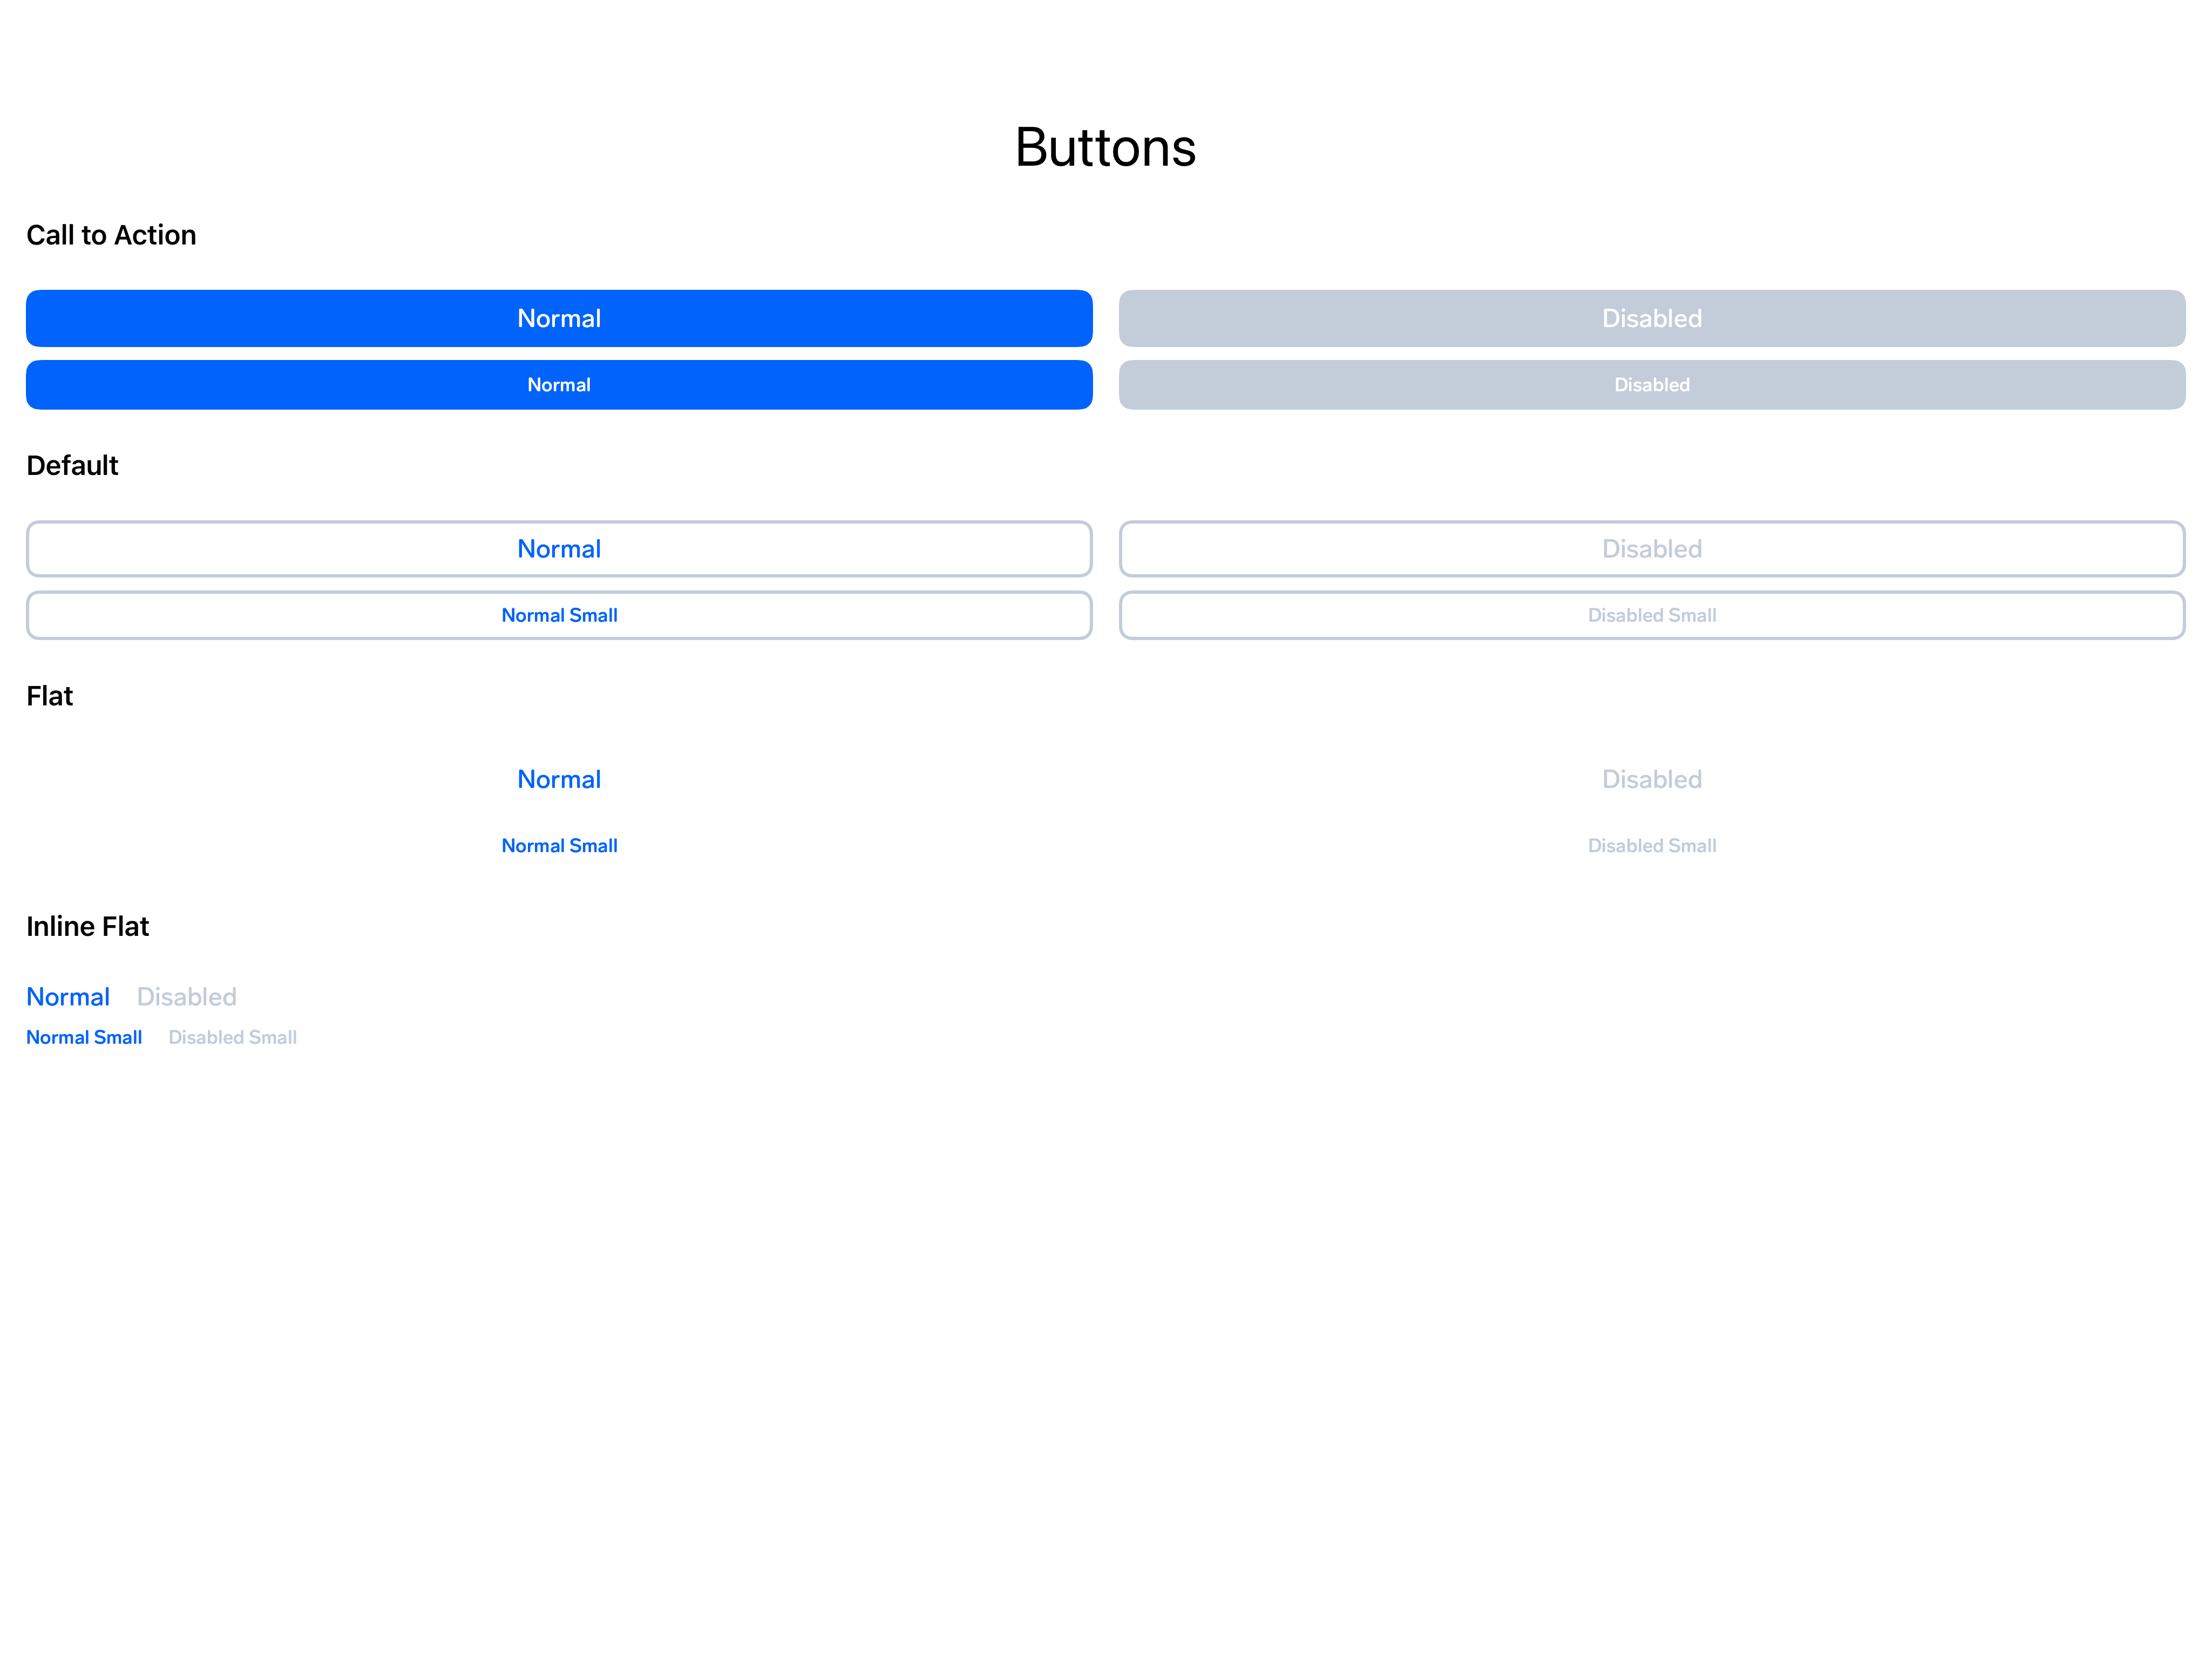 Buttons
Call to Action
Normal Disabled
Normal Disabled
Default
Normal Disabled
Normal Small Disabled Small
Flat
Normal Disabled
Normal Small Disabled Small
Inline Flat
Normal Disabled
Normal Small Disabled Small